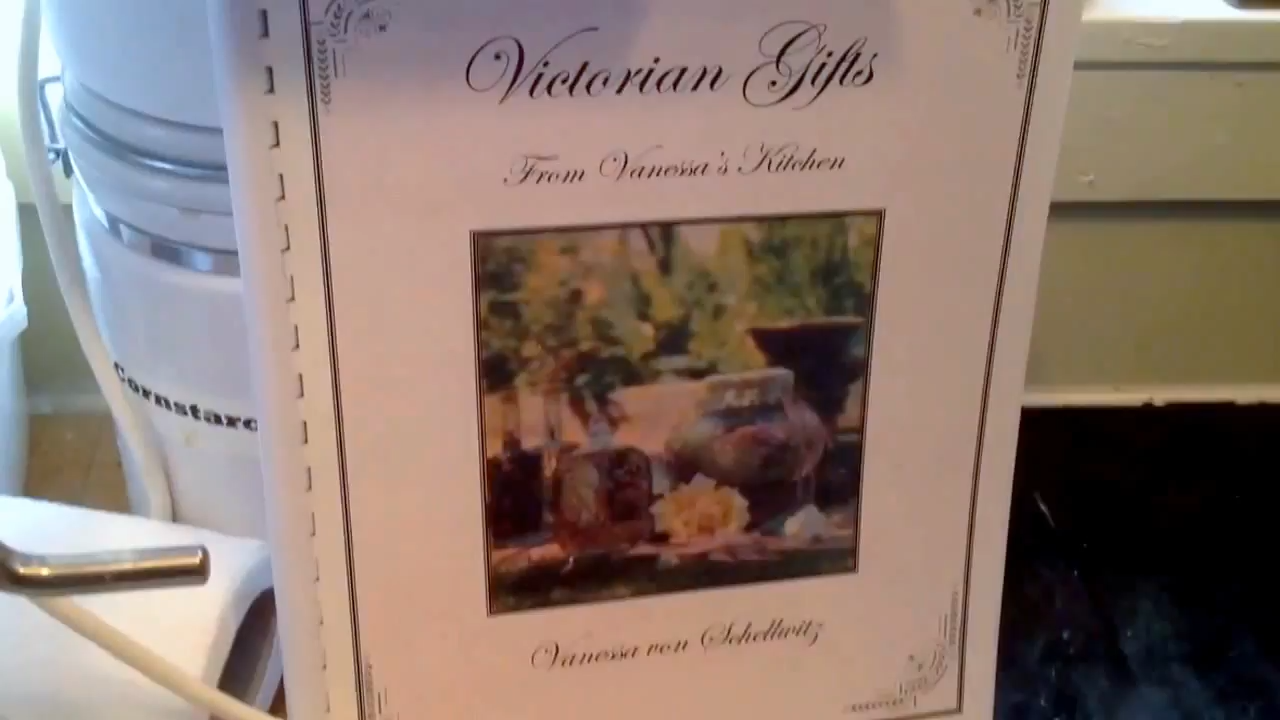 Victorian Gifts
From Vanessa's Kitchen
Cornstarc
Vanessa von Schellwitz